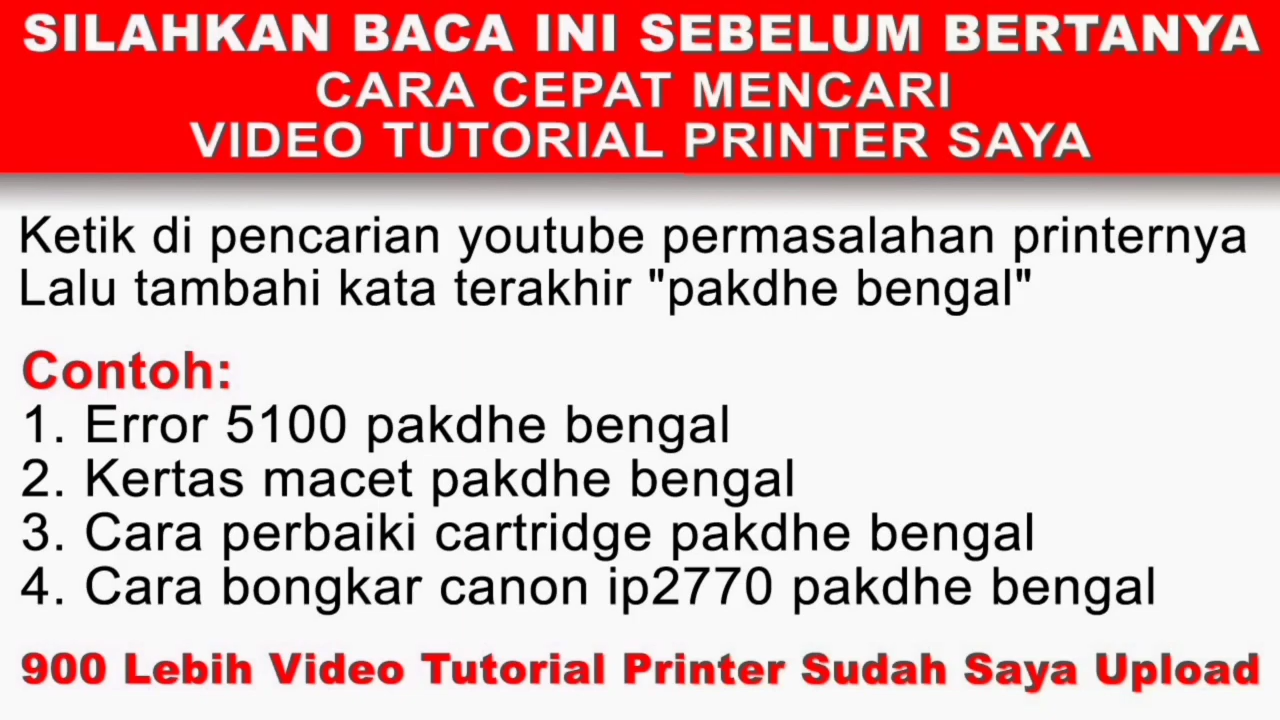 SILAHKAN BACA INI SEBELUM BERTANYA
CARA CEPAT MENCARI
VIDEO TUTORIAL PRINTER SAYA
Ketik di pencarian youtube permasalahan printernya
Lalu tambahi kata terakhir "pakdhe bengal"
Contoh:
1. Error 5100 pakdhe bengal
2. Kertas macet pakdhe bengal
3. Cara perbaiki cartridge pakdhe bengal
4. Cara bongkar canon ip2770 pakdhe bengal
900 Lebih Video Tutorial Printer Sudah Saya Upload